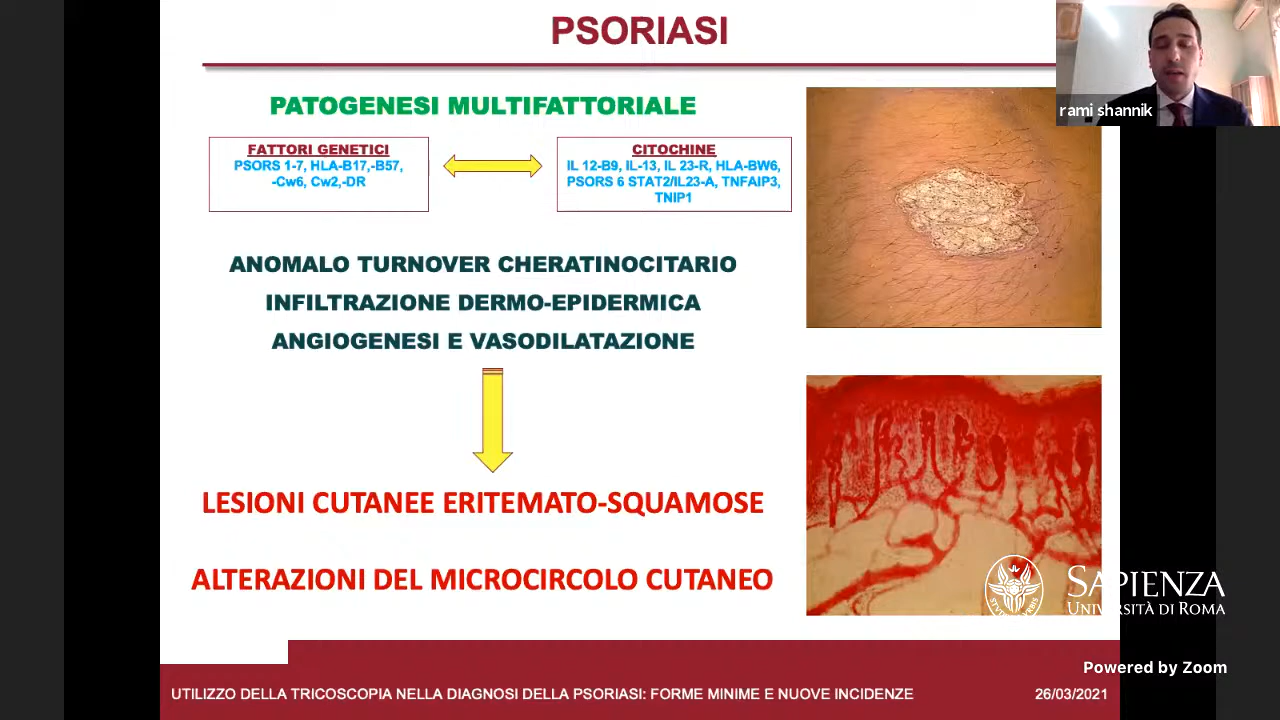 PSORIASI
rami shannik
PATOGENESI MULTIFATTORIALE
FATTORI GENETICI
PSORS 1-7, HLA-B17,-B57,
-Cw6, Cw2,-DR
CITOCHINE
IL 12-B9, IL-13, IL 23-R, HLA-BW6,
PSORS 6 STAT2/IL23-A, TNFAIP3,
TNIP1
ANOMALO TURNOVER CHERATINOCITARIO
INFILTRAZIONE DERMO-EPIDERMICA
ANGIOGENESI E VASODILATAZIONE
LESIONI CUTANEE ERITEMATO-SQUAMOSE
ALTERAZIONI DEL MICROCIRCOLO CUTANEO
SAPIENZA
UNIVERSITÀ DI ROMA
Powered by Zoom
UTILIZZO DELLA TRICOSCOPIA NELLA DIAGNOSI DELLA PSORIASI: FORME MINIME E NUOVE INCIDENZE
26/03/2021